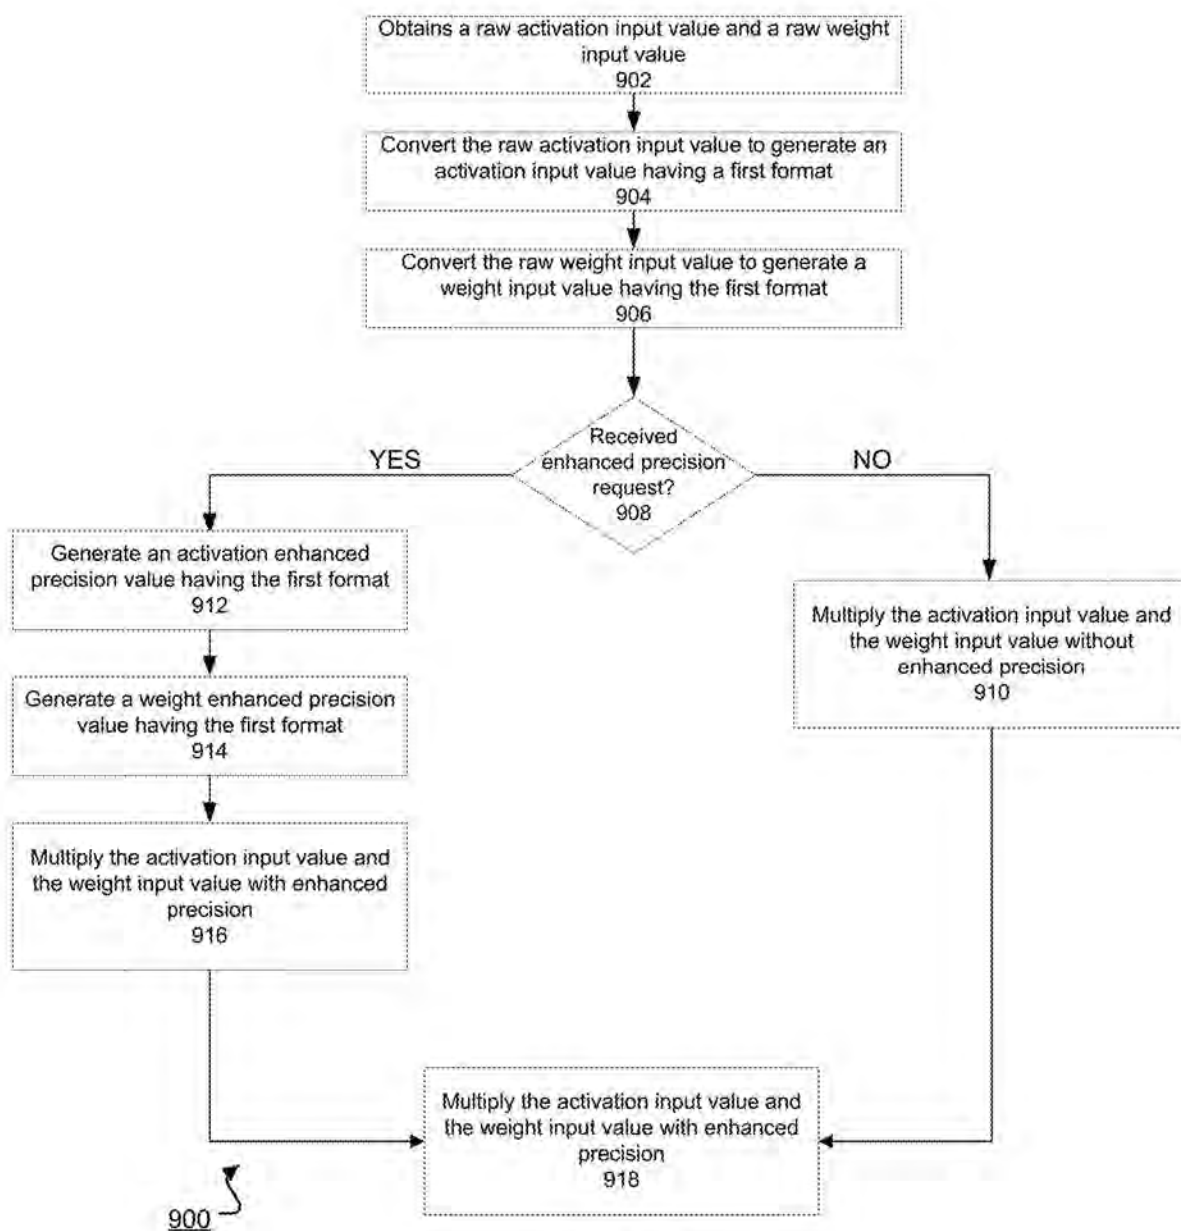 Obtains a raw activation input value and a raw weight
input value
902
Convert the raw activation input value to generate an
activation input value having a first format
904
Convert the raw weight input value to generate a
weight input value having the first format
906
Received
enhanced precision
request?
908
YES
NO
Generate an activation enhanced
precision value having the first format
912
Multiply the activation input value and
the weight input value without
enhanced precision
910
Generate a weight enhanced precision
value having the first format
914
Multiply the activation input value and
the weight input value with enhanced
precision
916
Multiply the activation input value and
the weight input value with enhanced
precision
918
900